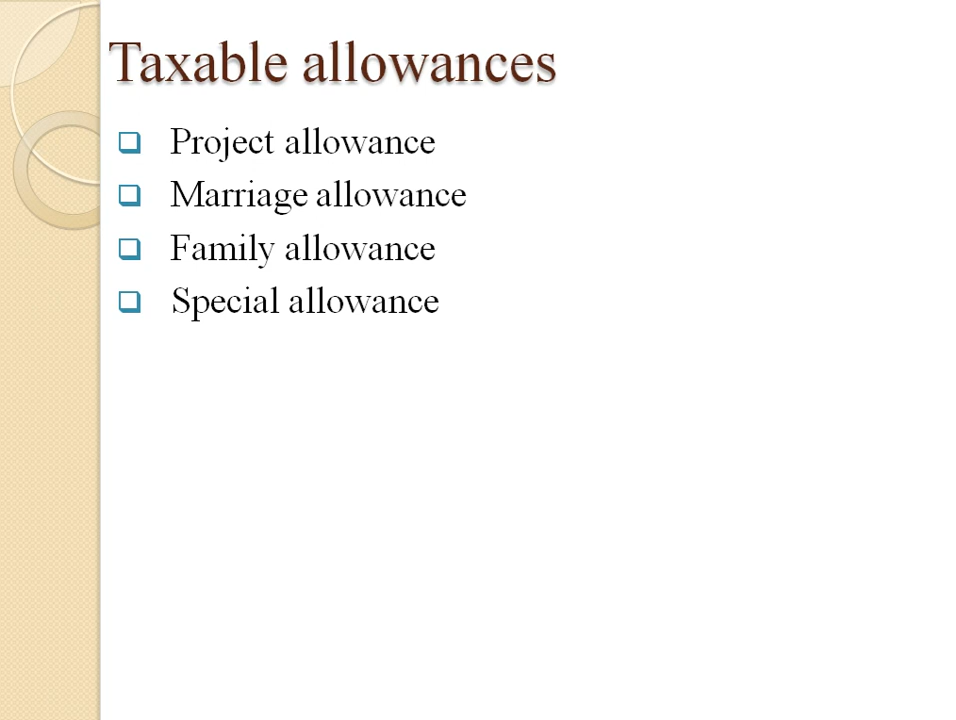 Taxable allowances
Project allowance
Marriage allowance
Family allowance
Special allowance